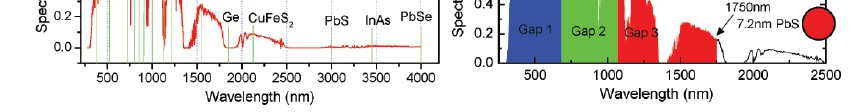 Spect
0.2
0.0
Ge CuFeS2 PbS InAs PbSe
500 1000 1500 2000 2500 3000 3500 4000
Wavelength (nm)
Spect
0.4
0.2
0.0
Gap 1 Gap 2 Gap 3
1750nm
7.2nm PbS
500 1000 1500 2000 2500
Wavelength (nm)